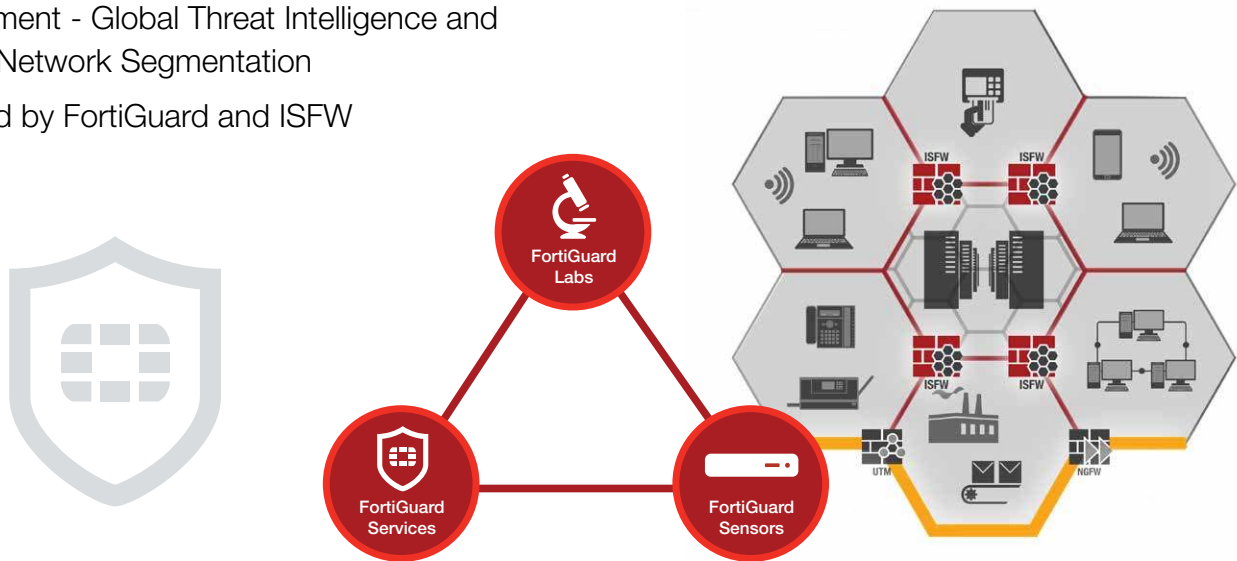 ment - Global Threat Intelligence and
Network Segmentation
d by FortiGuard and ISFW
FortiGuard
Labs
FortiGuard
Services
FortiGuard
Sensors
ISFW
ISFW
ISFW
ISFW
UTM
NGFW